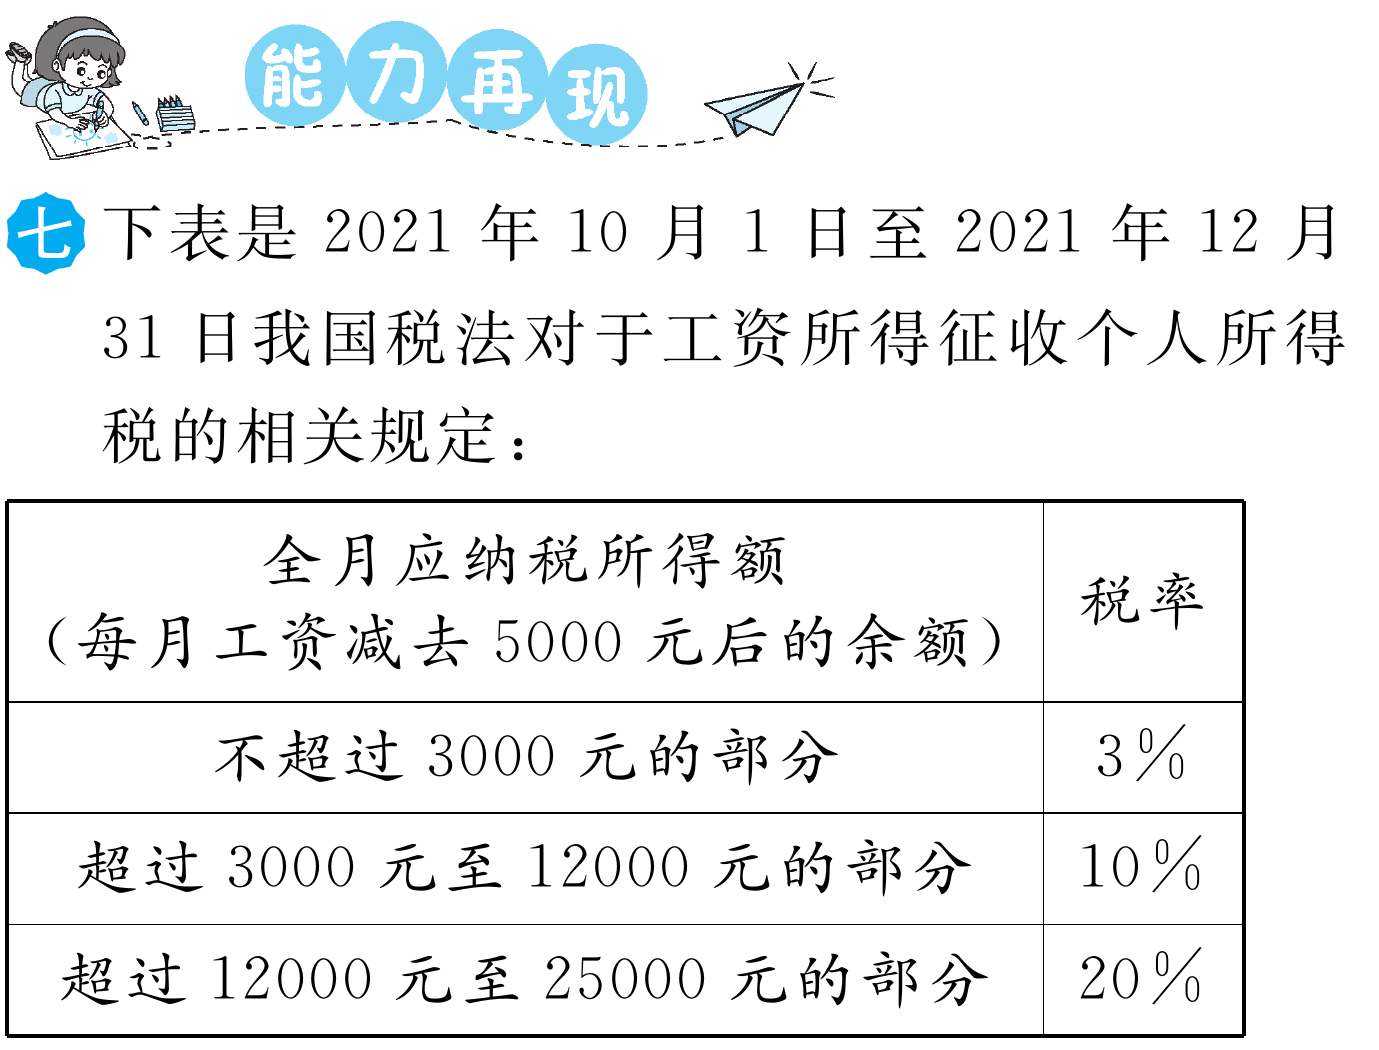 能力再现
七 下表是 2021 年 10 月 1 日至 2021 年 12 月
31 日我国税法对于工资所得征收个人所得
税的相关规定：
全月应纳税所得额
（每月工资减去 5000 元后的余额）
税率
不超过 3000 元的部分 3%
超过 3000 元至 12000 元的部分 10%
超过 12000 元至 25000 元的部分 20%